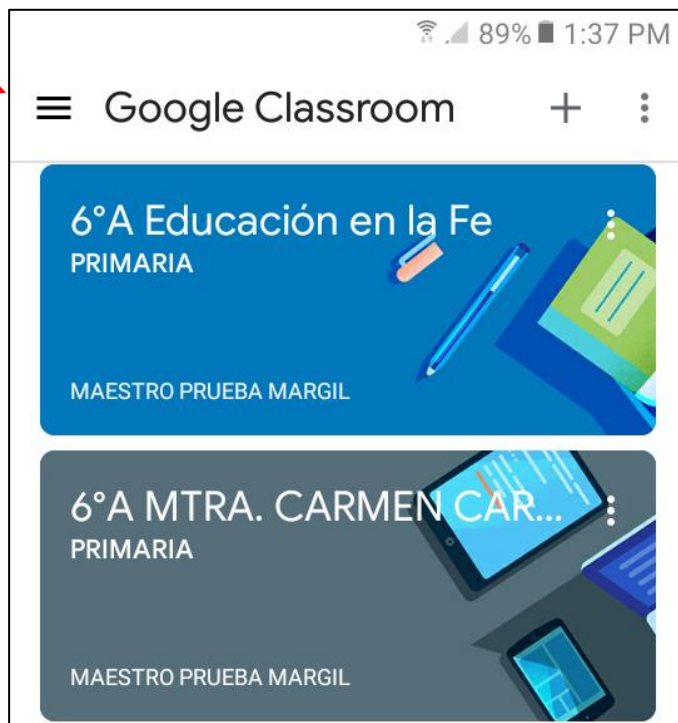 89% 1:37 PM
Google Classroom
6°A Educación en la Fe
PRIMARIA
MAESTRO PRUEBA MARGIL
6°A MTRA. CARMEN CAR...
PRIMARIA
MAESTRO PRUEBA MARGIL